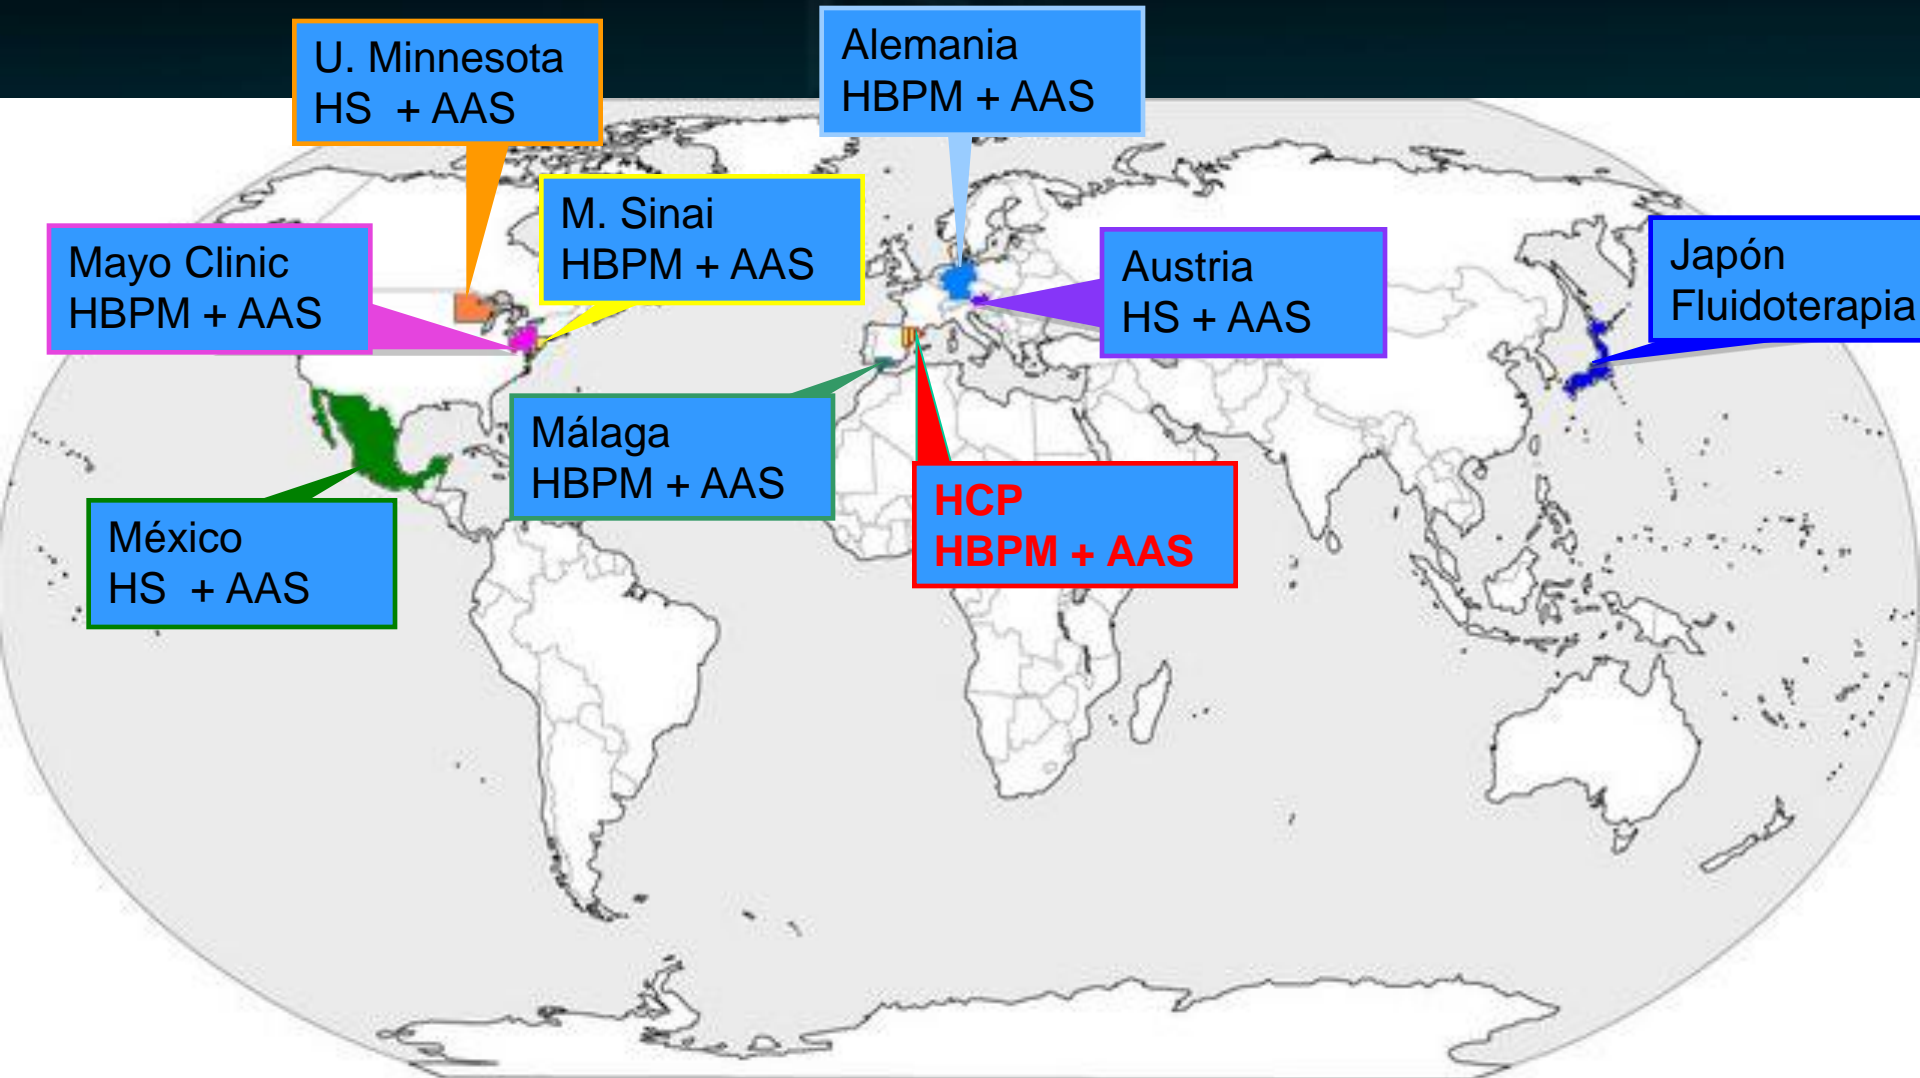 U. Minnesota
HS + AAS
Alemania
HBPM + AAS
M. Sinai
HBPM + AAS
Mayo Clinic
HBPM + AAS
Austria
HS + AAS
Japón
Fluidoterapia
Málaga
HBPM + AAS
HCP
HBPM + AAS
México
HS + AAS